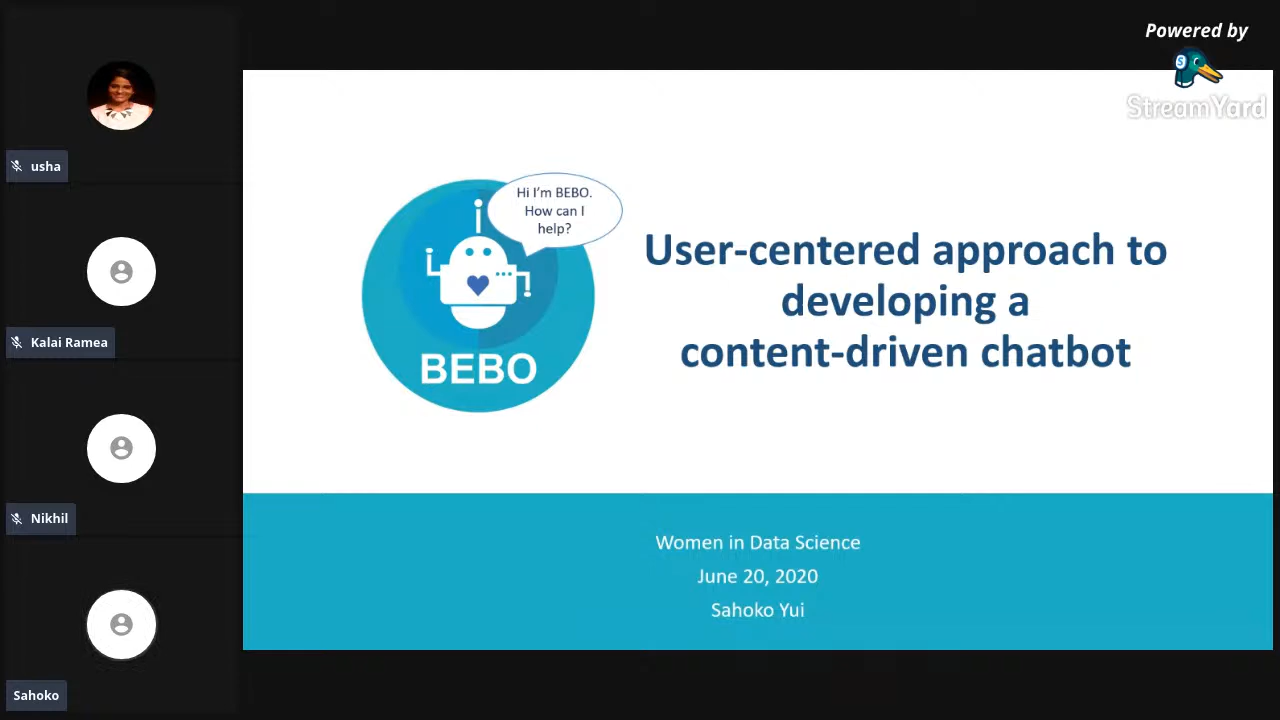 Powered by
StreamYard
usha
Kalai Ramea
Nikhil
Sahoko
Hi I'm BEBO.
How can I
help?
BEBO
User-centered approach to
developing a
content-driven chatbot
Women in Data Science
June 20, 2020
Sahoko Yui